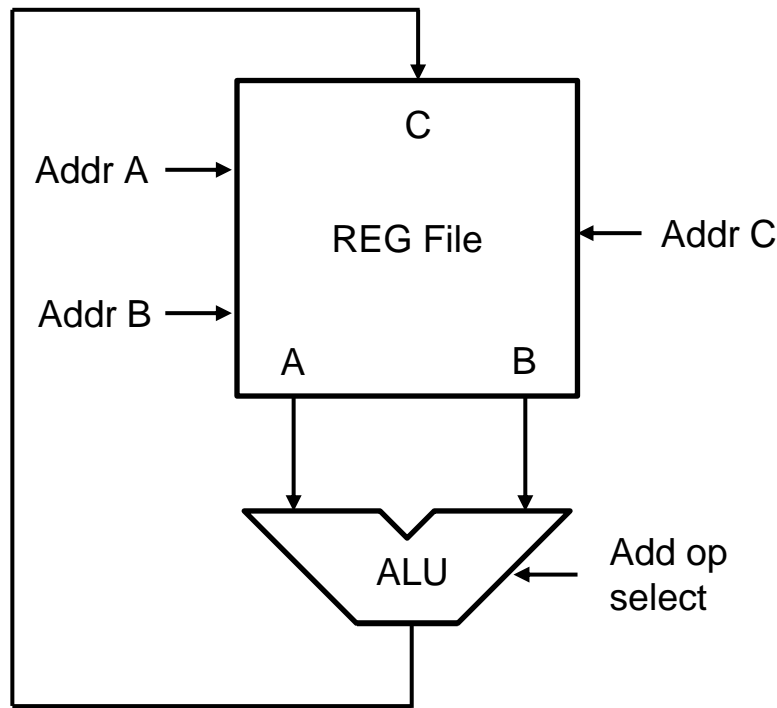 C
Addr A
REG File
Addr C
Addr B
A
B
ALU
Add op
select